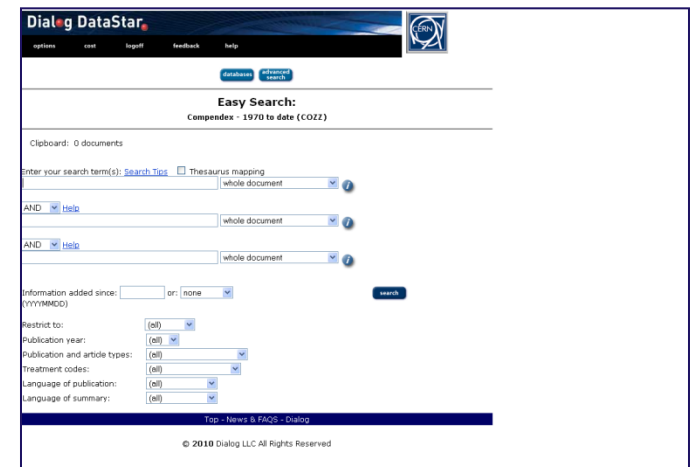 Dialog DataStar
CERN
options cost logoff feedback help
databases advanced search
Easy Search:
Compendex - 1970 to date (COZZ)
Clipboard: 0 documents
Enter your search term(s): Search Tips Thesaurus mapping
whole document
AND Help
whole document
AND Help
whole document
Information added since: or: none search
(YYYYMMDD)
Restrict to: (all)
Publication year: (all)
Publication and article types: (all)
Treatment codes: (all)
Language of publication: (all)
Language of summary: (all)
Top - News & FAQS - Dialog
© 2010 Dialog LLC All Rights Reserved